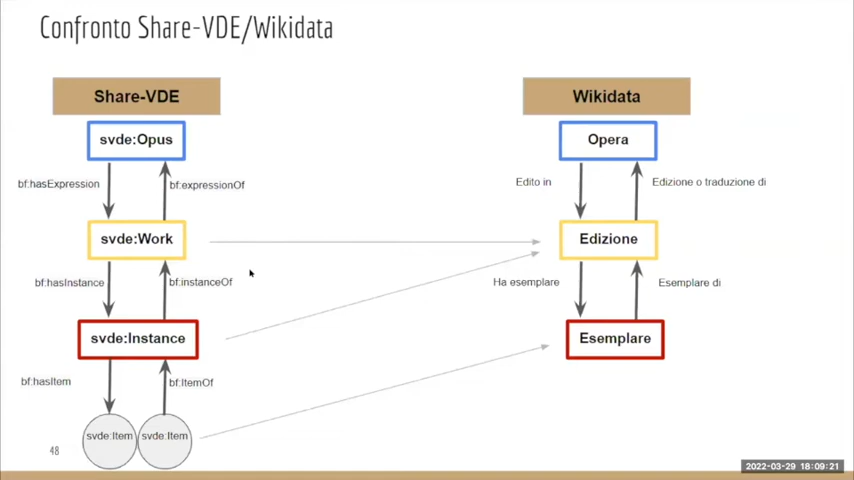 Confronto Share-VDE/Wikidata
Share-VDE
Wikidata
svde:Opus
Opera
bf:hasExpression
bf:expressionOf
Edito in
Edizione o traduzione di
svde:Work
Edizione
bf:hasInstance
bf:instanceOf
Ha esemplare
Esemplare di
svde:Instance
Esemplare
bf:hasItem
bf:ItemOf
svde:Item
svde:Item
48
2022-03-29 18:09:21